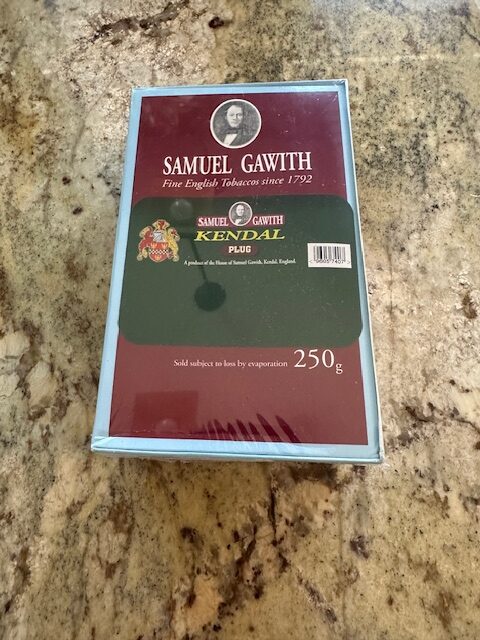 SAMUEL GAWITH
Fine English Tobaccos since 1792
SAMUEL GAWITH
KENDAL
PLUG
A product of the House of Samuel Gawith, Kendal, England.
Sold subject to loss by evaporation 250g